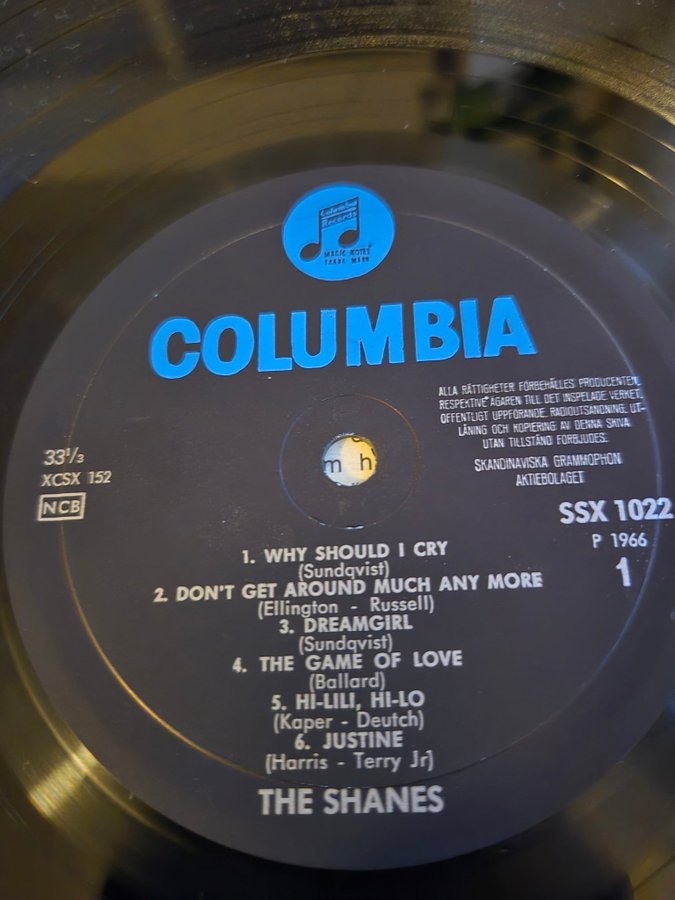 Columbia
Records
MAGIC NOTES
TRADE MARK
COLUMBIA
ALLA RÄTTIGHETER FÖRBEHÅLLES PRODUCENTEN,
RESPEKTIVE ÄGAREN TILL DET INSPELADE VERKET.
OFFENTLIGT UPPFÖRANDE, RADIOUTSÄNDNING, UT-
LÅNING OCH KOPIERING AV DENNA SKIVA
UTAN TILLSTÅND FÖRBJUDES.
SKANDINAVISKA GRAMMOPHON
AKTIEBOLAGET
33⅓
XCSX 152
NCB
m h
SSX 1022
P 1966
1
1. WHY SHOULD I CRY
(Sundqvist)
2. DON'T GET AROUND MUCH ANY MORE
(Ellington - Russell)
3. DREAMGIRL
(Sundqvist)
4. THE GAME OF LOVE
(Ballard)
5. HI-LILI, HI-LO
(Kaper - Deutch)
6. JUSTINE
(Harris - Terry Jr)
THE SHANES